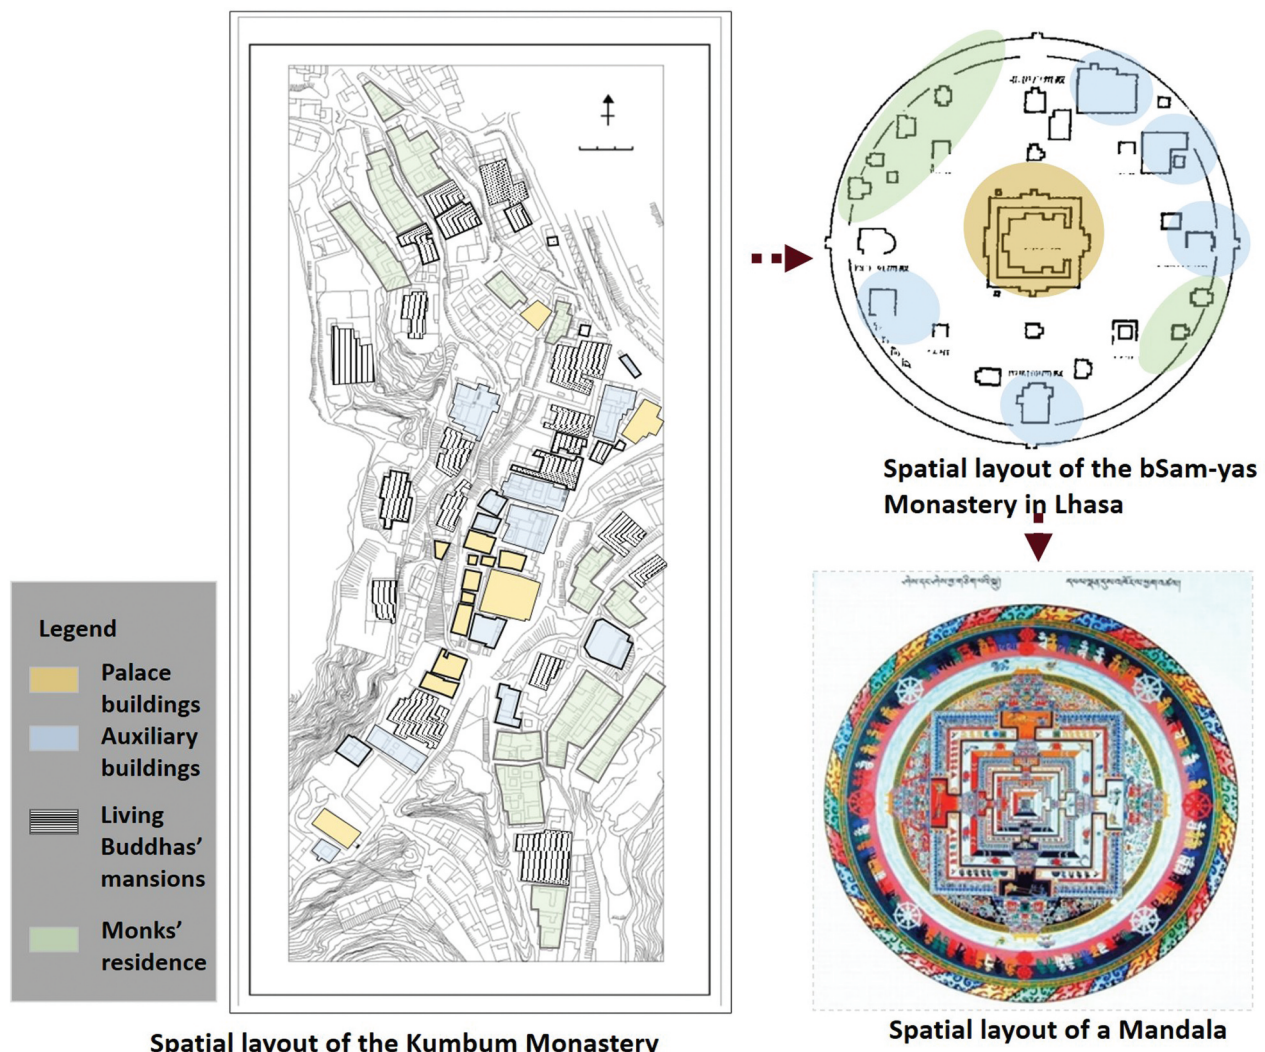 Legend
Palace
buildings
Auxiliary
buildings
Living
Buddhas’
mansions
Monks’
residence
Spatial layout of the Kumbum Monastery
Spatial layout of the bSam-yas
Monastery in Lhasa
Spatial layout of a Mandala